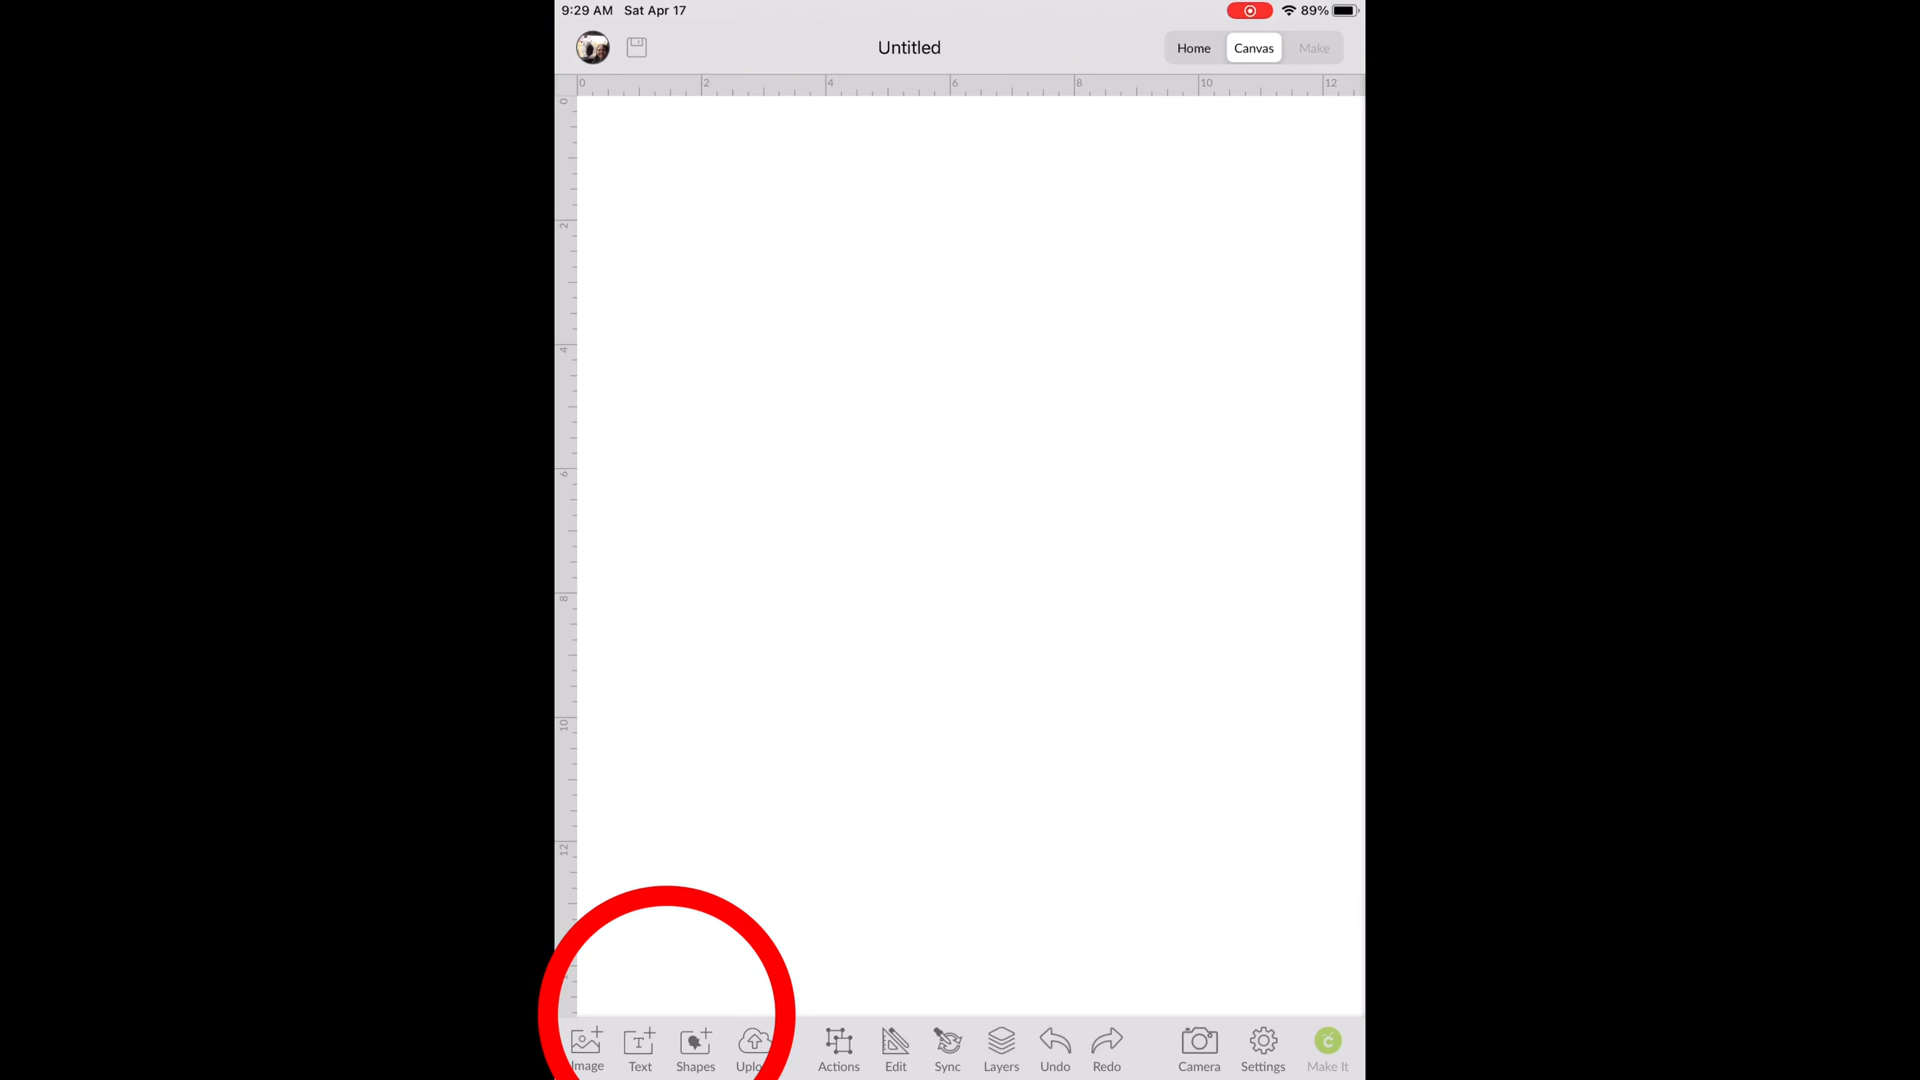 9:29 AM Sat Apr 17 89%
Untitled
Home Canvas Make
0 2 4 6 8 10 12
0
2
4
6
8
10
12
Image Text Shapes Uplo Actions Edit Sync Layers Undo Redo Camera Settings Make It